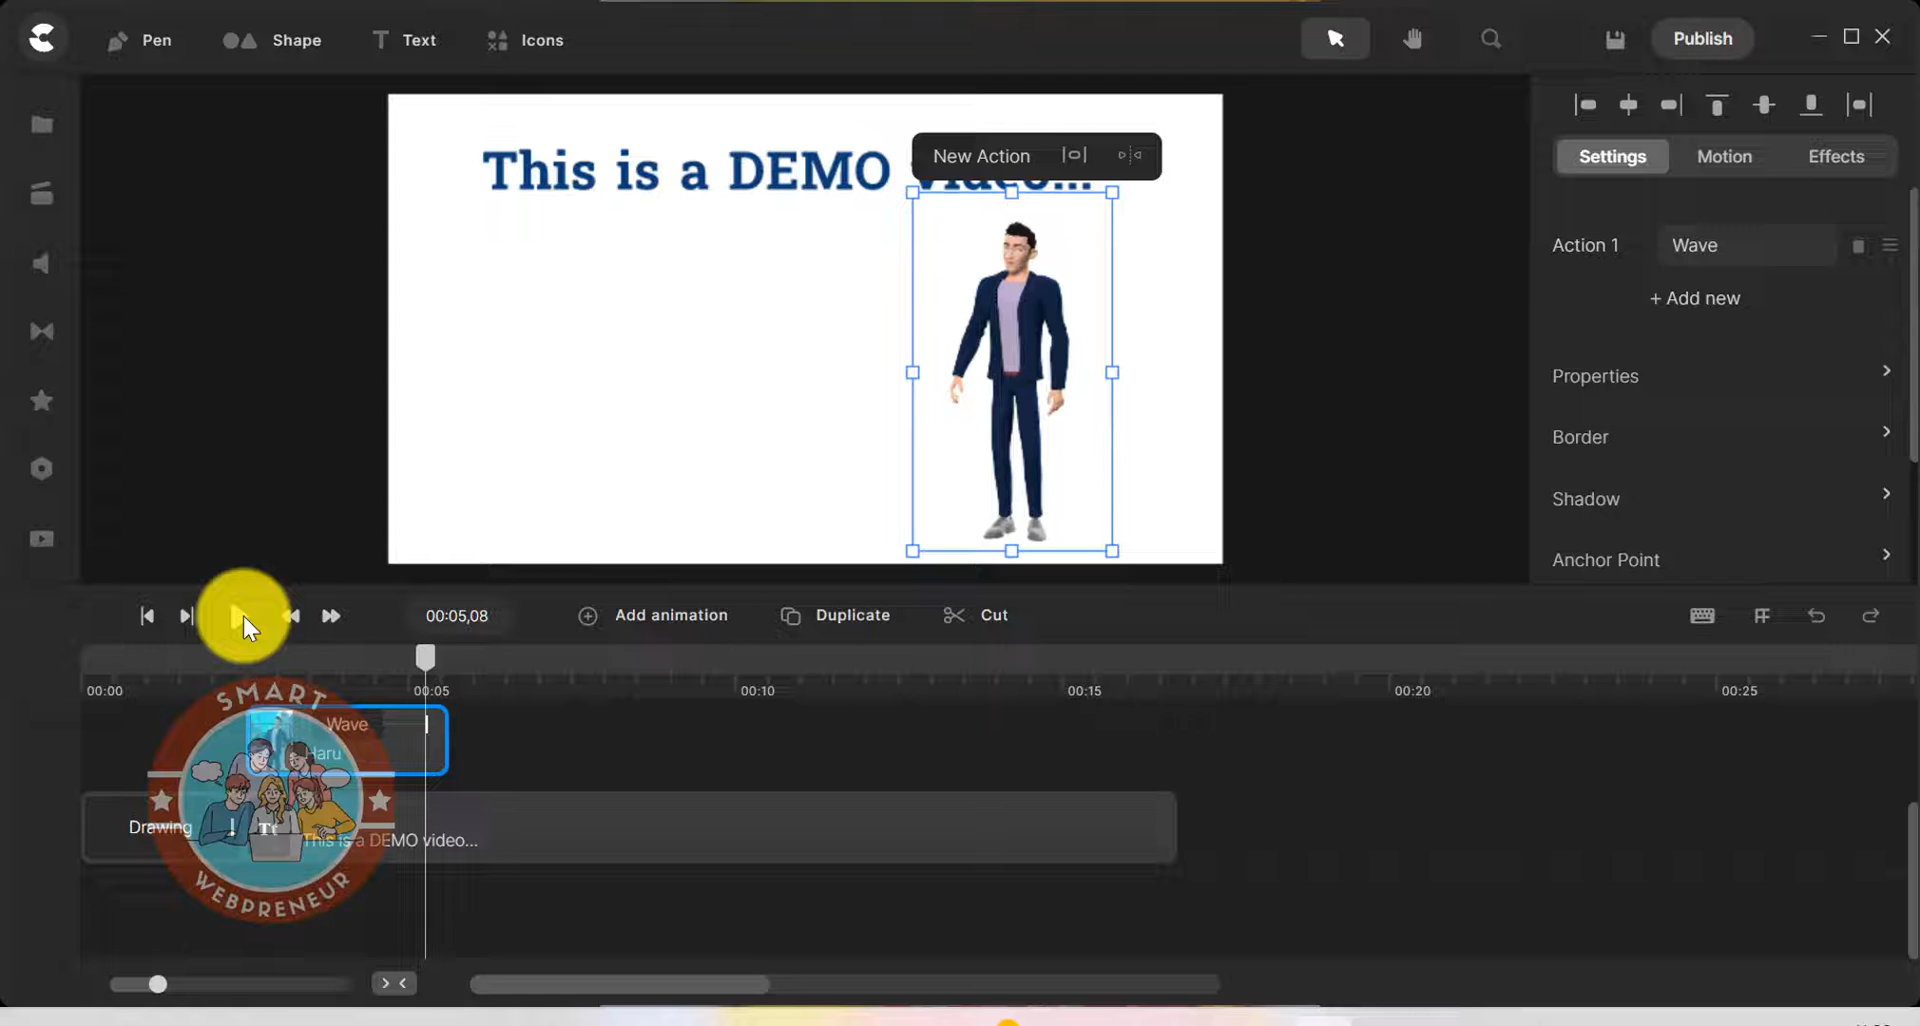 Pen
Shape
Text
Icons
Publish
This is a DEMO video...
New Action
Settings
Motion
Effects
Action 1
Wave
+ Add new
Properties
Border
Shadow
Anchor Point
00:05,08
Add animation
Duplicate
Cut
00:00
00:05
00:10
00:15
00:20
00:25
SMART
Wave
Haru
Drawing
Tt
This is a DEMO video...
WEBPRENEUR